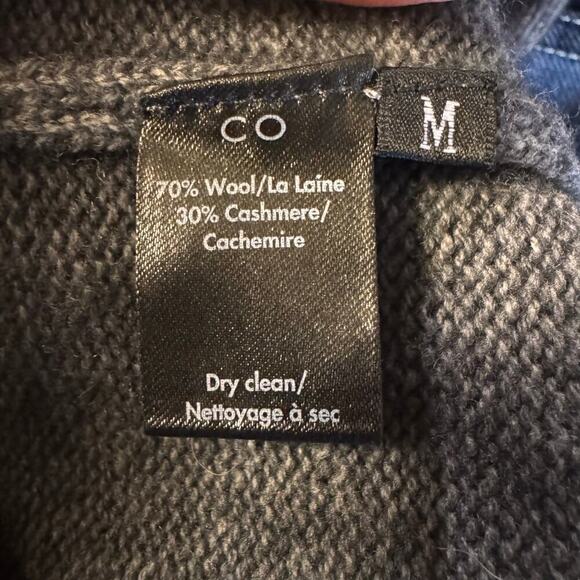 CO
M
70% Wool/La Laine
30% Cashmere/
Cachemire
Dry clean/
Nettoyage à sec